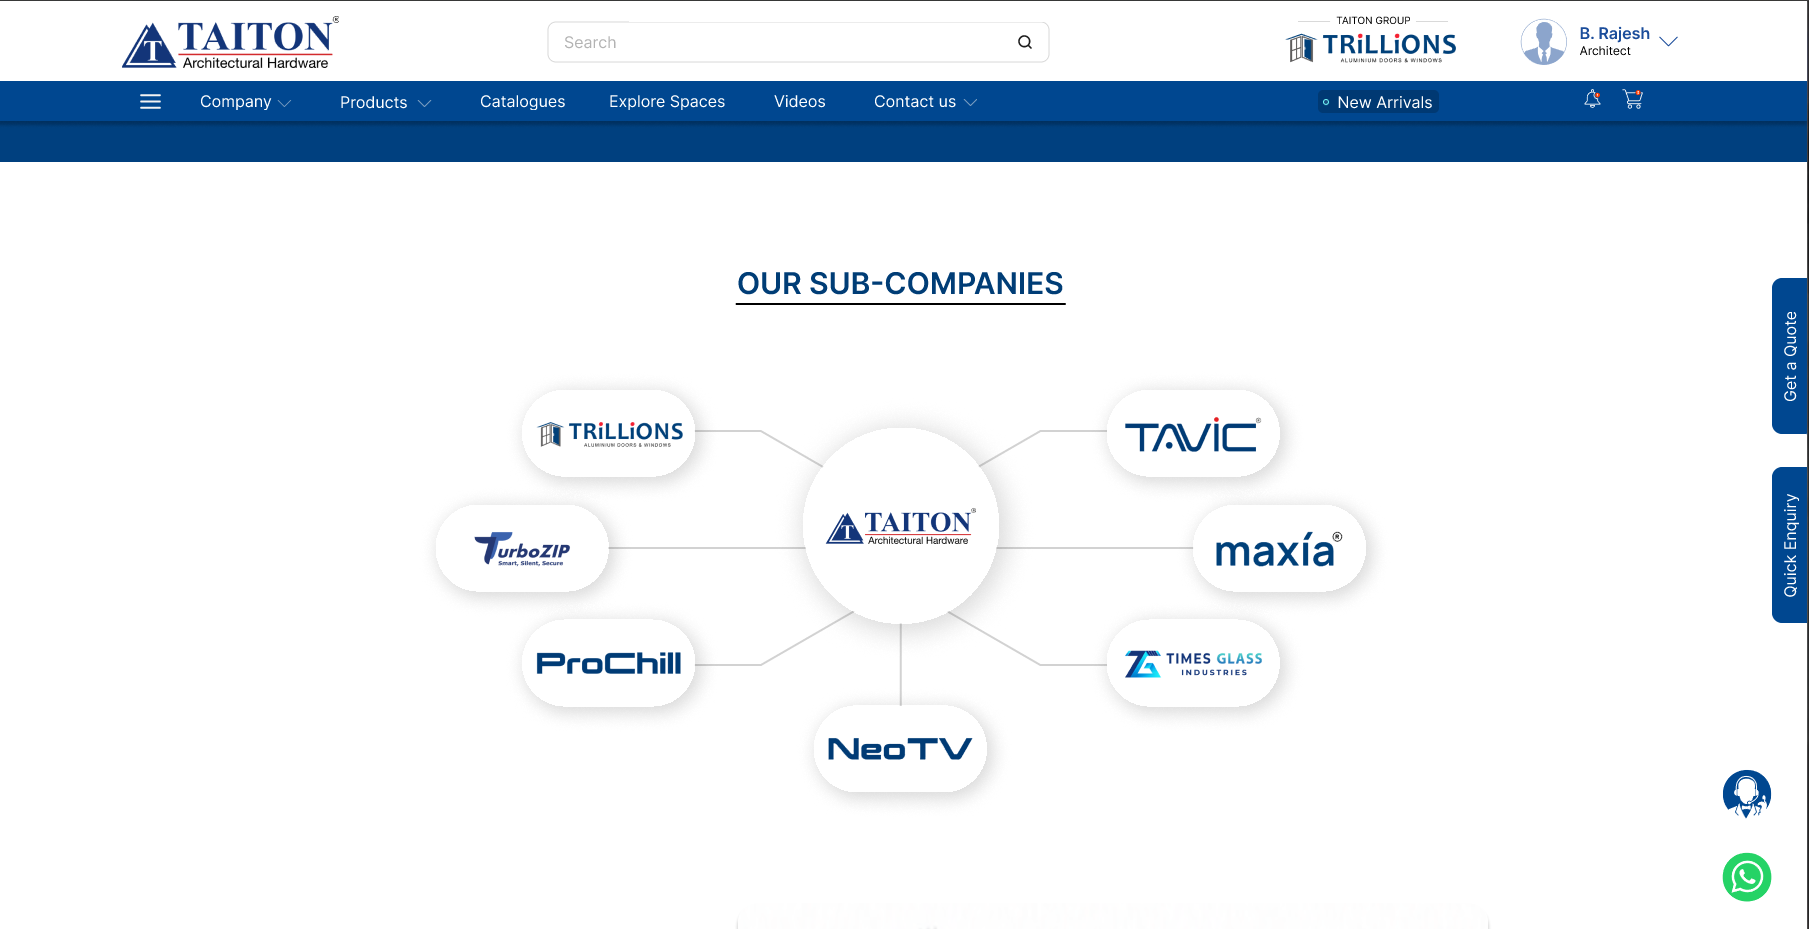 TAITON®
Architectural Hardware
Search
TAITON GROUP
TRiLLiONS
ALUMINIUM DOORS & WINDOWS
B. Rajesh
Architect
Company
Products
Catalogues
Explore Spaces
Videos
Contact us
New Arrivals
OUR SUB-COMPANIES
Get a Quote
Quick Enquiry
TRiLLiONS
ALUMINIUM DOORS & WINDOWS
TAViC®
TAITON®
Architectural Hardware
TurboZIP
Smart, Silent, Secure
maxía®
ProChill
TIMES GLASS
INDUSTRIES
NeoTV